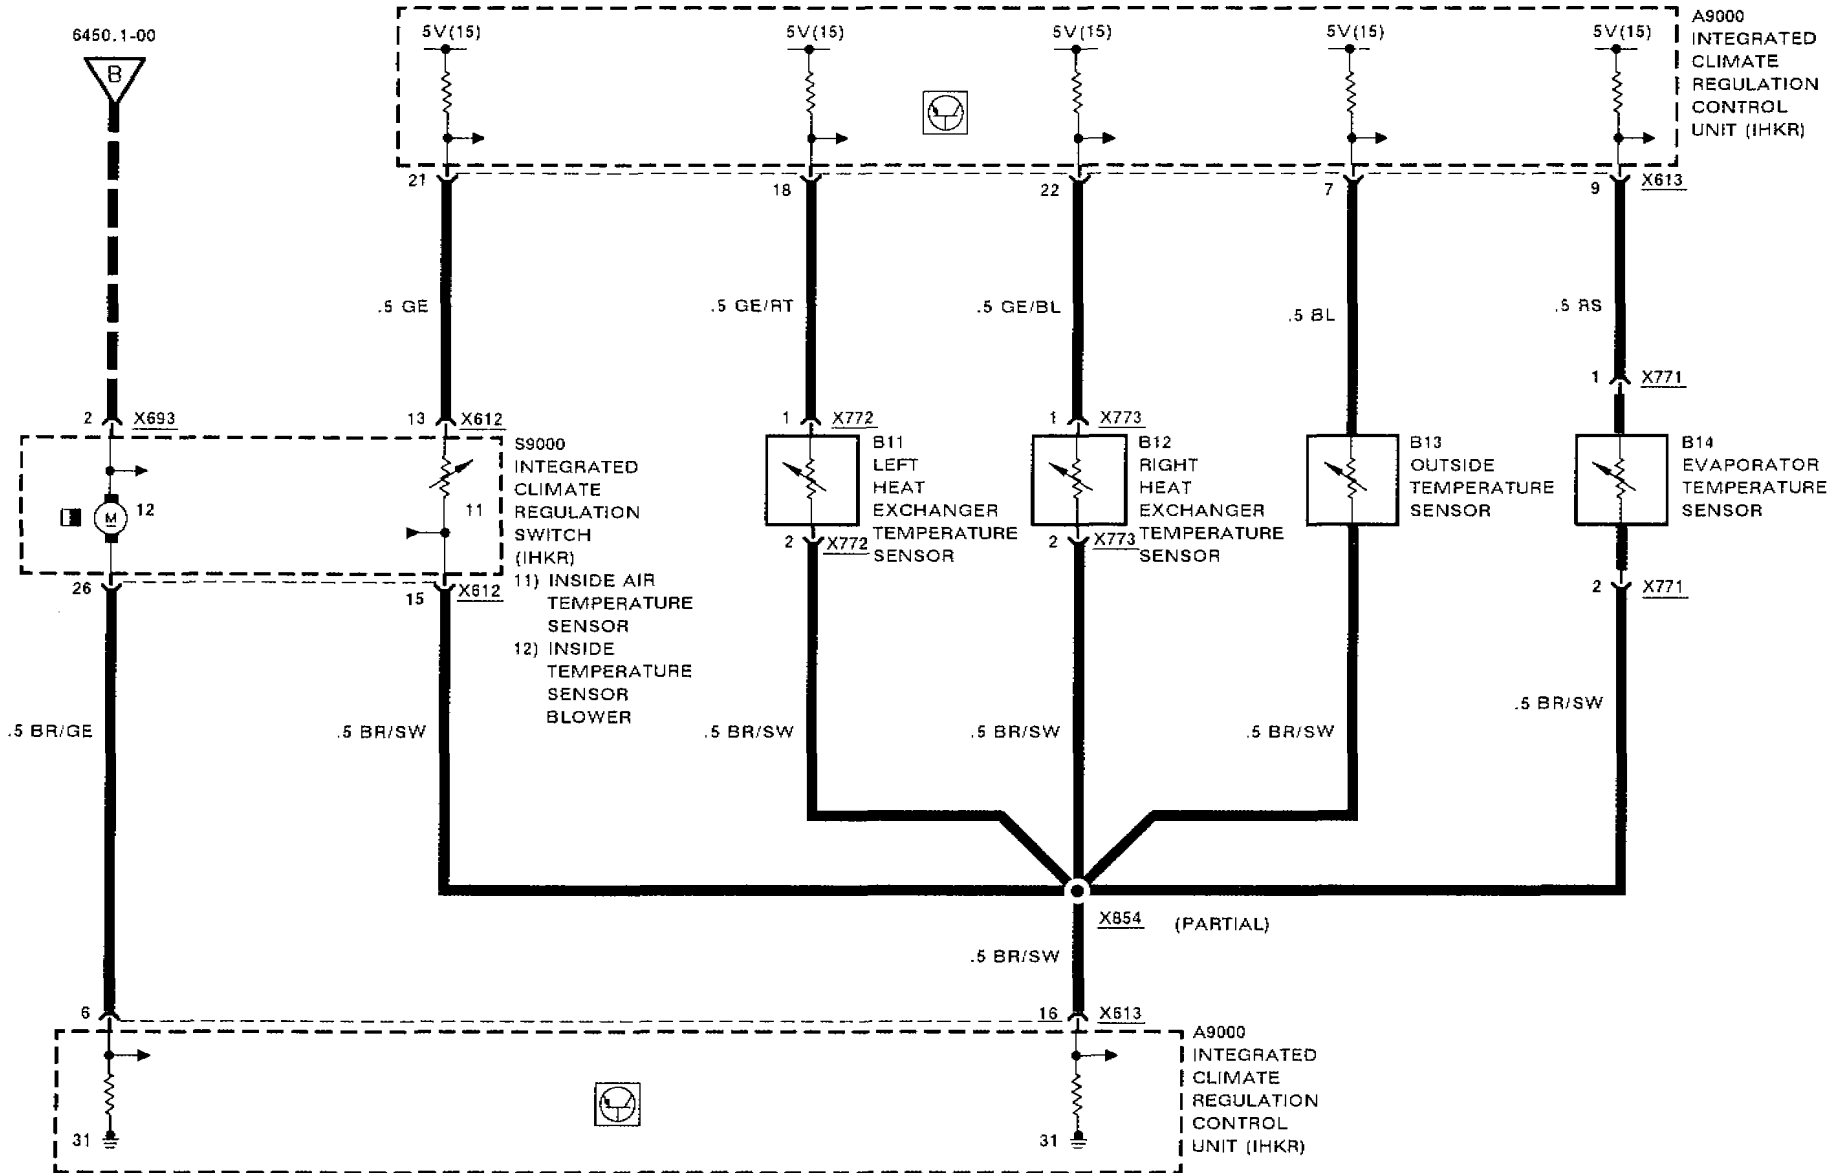 6450.1-00
B
5V(15)
5V(15)
5V(15)
5V(15)
5V(15)
A9000
INTEGRATED
CLIMATE
REGULATION
CONTROL
UNIT (IHKR)
21
18
22
7
9
X613
.5 GE
.5 GE/RT
.5 GE/BL
.5 BL
.5 RS
1
X771
2
X693
13
X612
1
X772
1
X773
12
M
11
S9000
INTEGRATED
CLIMATE
REGULATION
SWITCH
(IHKR)
11) INSIDE AIR
TEMPERATURE
SENSOR
12) INSIDE
TEMPERATURE
SENSOR
BLOWER
B11
LEFT
HEAT
EXCHANGER
TEMPERATURE
SENSOR
B12
RIGHT
HEAT
EXCHANGER
TEMPERATURE
SENSOR
B13
OUTSIDE
TEMPERATURE
SENSOR
B14
EVAPORATOR
TEMPERATURE
SENSOR
2
X772
2
X773
26
15
X612
2
X771
.5 BR/GE
.5 BR/SW
.5 BR/SW
.5 BR/SW
.5 BR/SW
.5 BR/SW
X854
(PARTIAL)
.5 BR/SW
6
16
X613
A9000
INTEGRATED
CLIMATE
REGULATION
CONTROL
UNIT (IHKR)
31
31